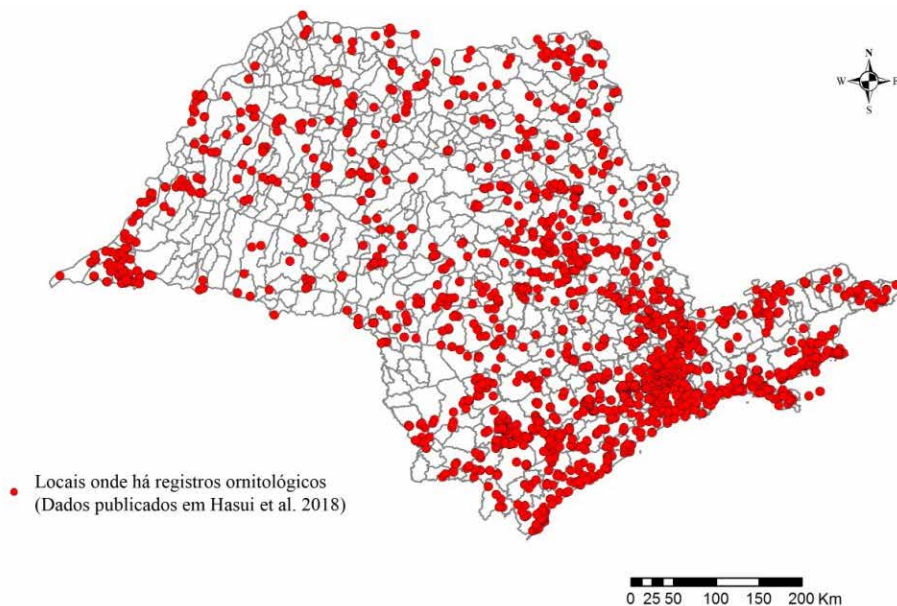 N
W E
S
Locais onde há registros ornitológicos
(Dados publicados em Hasui et al. 2018)
0 25 50 100 150 200 Km